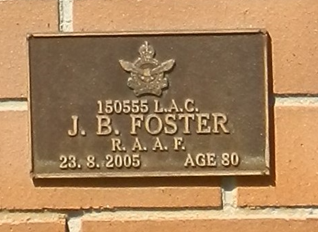 150555 L.A.C.
J. B. FOSTER
R. A. A. F.
23. 8. 2005 AGE 80